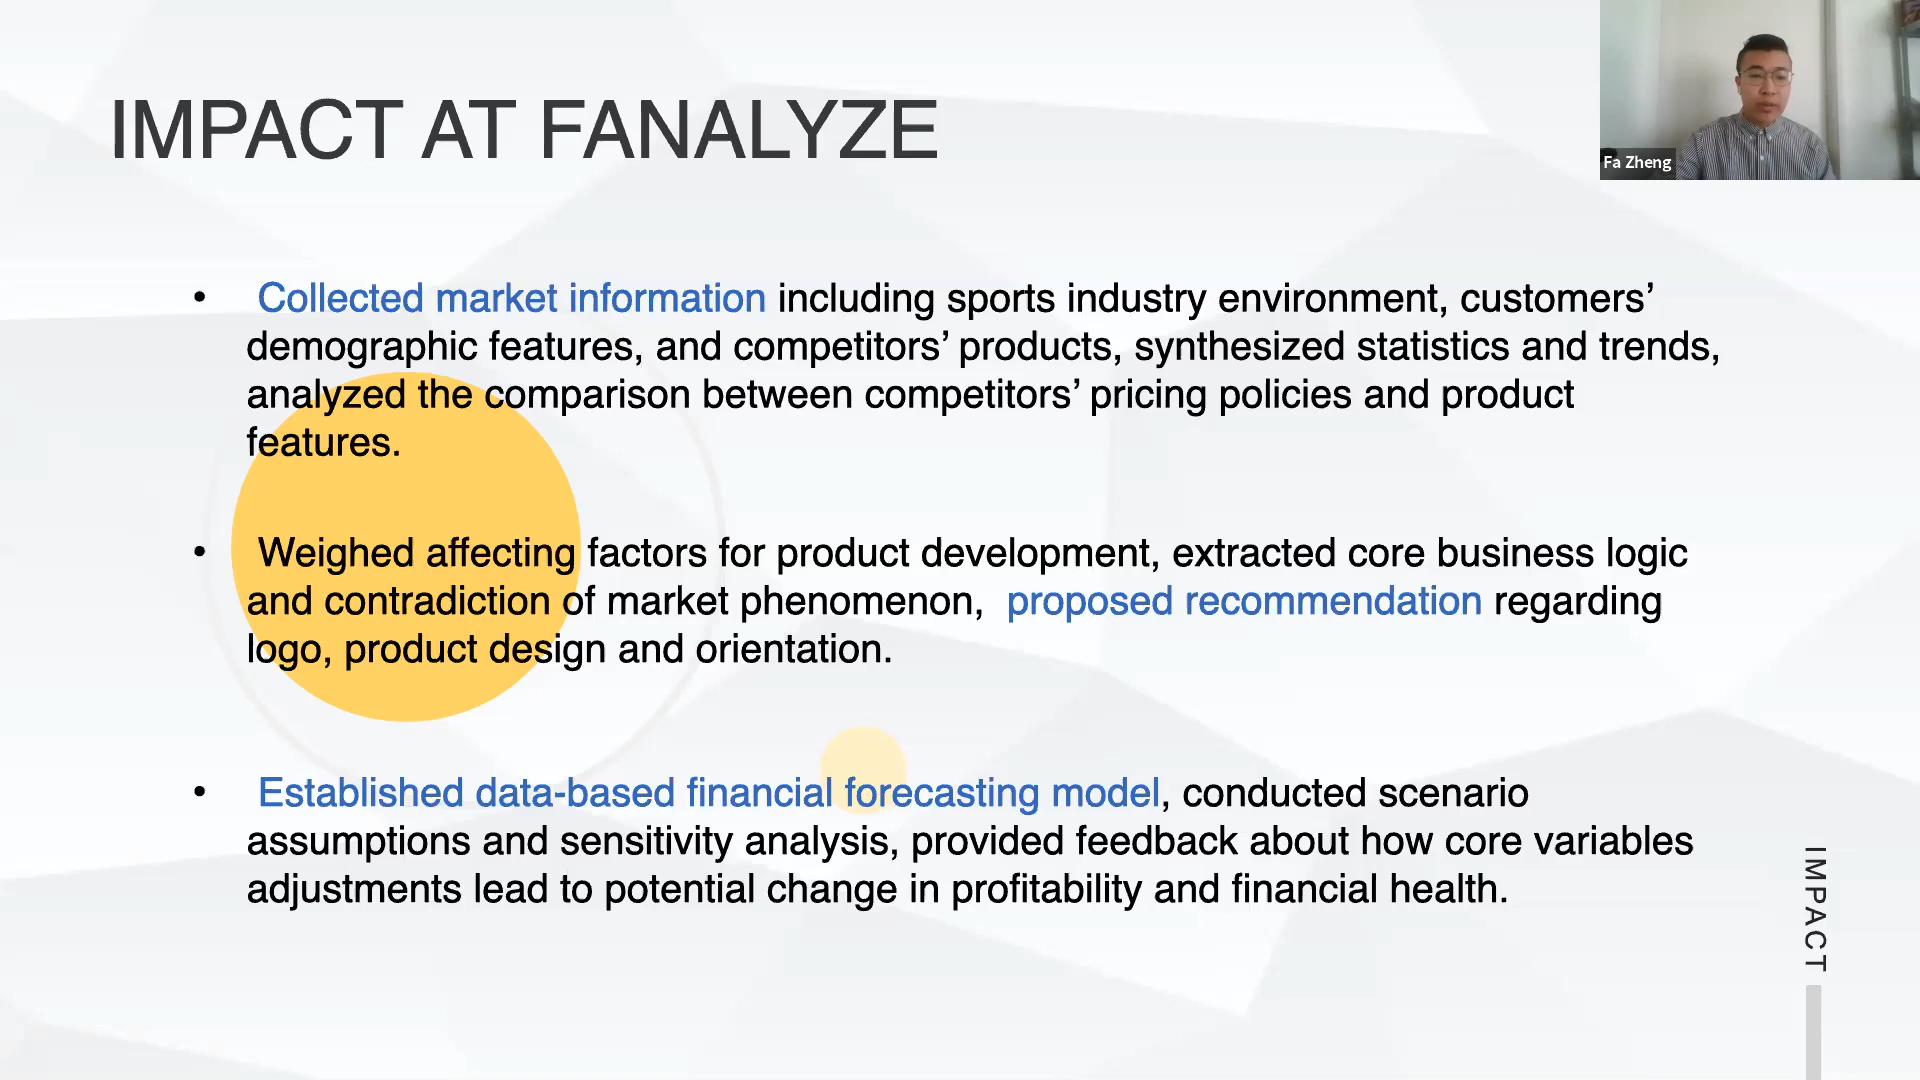 IMPACT AT FANALYZE
Fa Zheng
• Collected market information including sports industry environment, customers’
demographic features, and competitors’ products, synthesized statistics and trends,
analyzed the comparison between competitors’ pricing policies and product
features.
• Weighed affecting factors for product development, extracted core business logic
and contradiction of market phenomenon, proposed recommendation regarding
logo, product design and orientation.
• Established data-based financial forecasting model, conducted scenario
assumptions and sensitivity analysis, provided feedback about how core variables
adjustments lead to potential change in profitability and financial health.
IMPACT